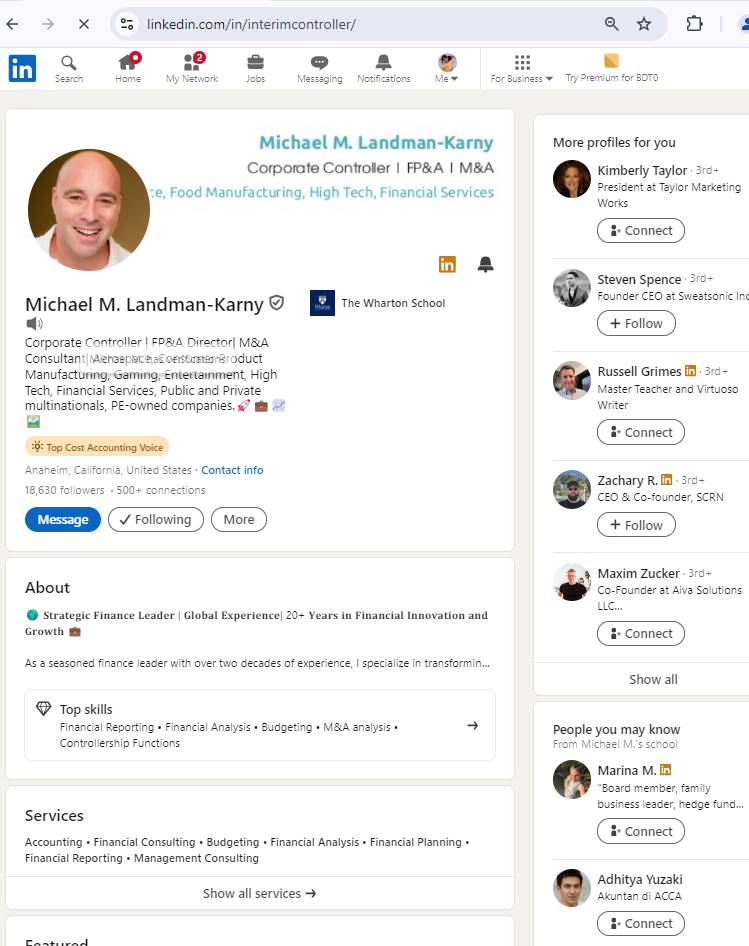 linkedin.com/in/interimcontroller/
in
Search
Home
2
My Network
Jobs
Messaging
Notifications
Me
For Business
Try Premium for BDT0
Michael M. Landman-Karny
Corporate Controller | FP&A | M&A
ce, Food Manufacturing, High Tech, Financial Services
in
Michael M. Landman-Karny
The Wharton School
Corporate Controller | FP&A Director| M&A
Consultant| Aerospace, Consumer Product
Manufacturing, Gaming, Entertainment, High
Tech, Financial Services, Public and Private
multinationals, PE-owned companies. 🚀 💼 📈
Top Cost Accounting Voice
Anaheim, California, United States · Contact info
18,630 followers · 500+ connections
Message
Following
More
About
🌍 Strategic Finance Leader | Global Experience| 20+ Years in Financial Innovation and
Growth 💼
As a seasoned finance leader with over two decades of experience, I specialize in transformin...
Top skills
Financial Reporting • Financial Analysis • Budgeting • M&A analysis •
Controllership Functions
Services
Accounting • Financial Consulting • Budgeting • Financial Analysis • Financial Planning •
Financial Reporting • Management Consulting
Show all services →
Featured
More profiles for you
Kimberly Taylor · 3rd+
President at Taylor Marketing
Works
Connect
Steven Spence · 3rd+
Founder CEO at Sweatsonic Inc
+ Follow
Russell Grimes in · 3rd+
Master Teacher and Virtuoso
Writer
Connect
Zachary R. in · 3rd+
CEO & Co-founder, SCRN
+ Follow
Maxim Zucker · 3rd+
Co-Founder at Aiva Solutions
LLC...
Connect
Show all
People you may know
From Michael M.'s school
Marina M. in
"Board member, family
business leader, hedge fund...
Connect
Adhitya Yuzaki
Akuntan di ACCA
Connect